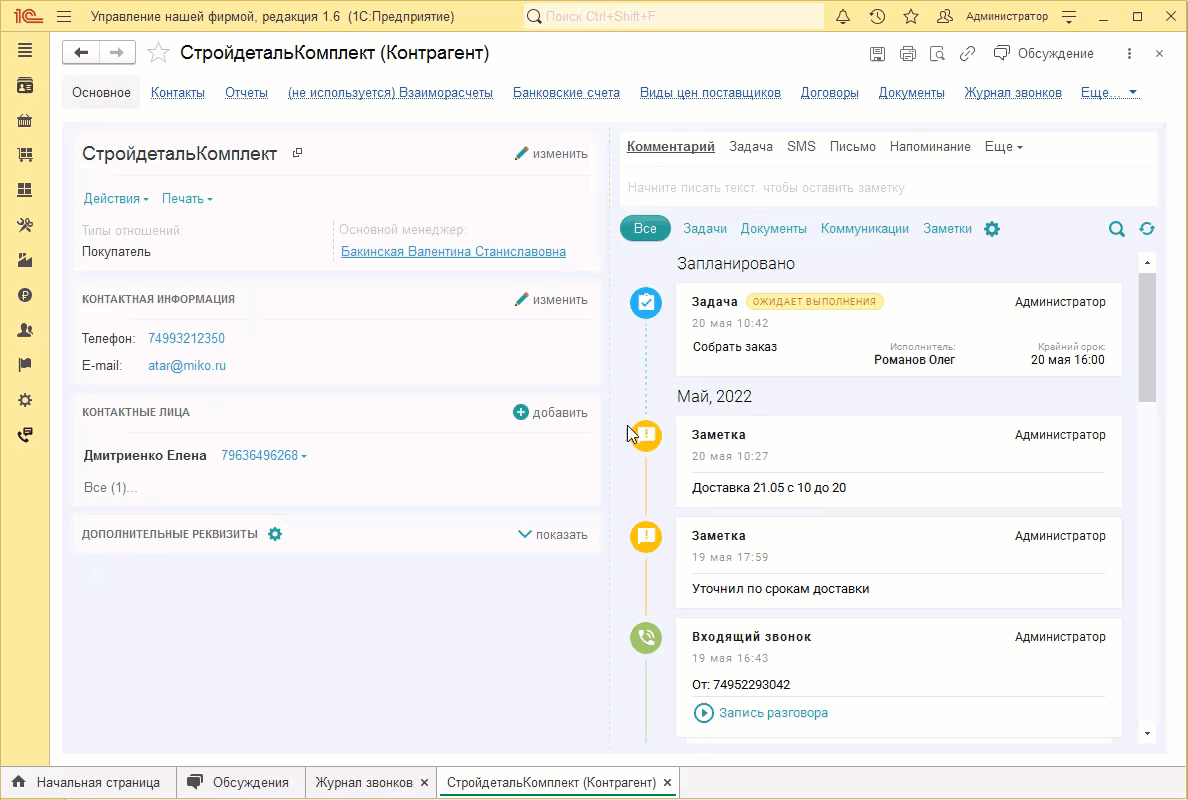 1С Управление нашей фирмой, редакция 1.6 (1С:Предприятие) Поиск Ctrl+Shift+F Администратор
СтройдетальКомплект (Контрагент) Обсуждение
Основное Контакты Отчеты (не используется) Взаиморасчеты Банковские счета Виды цен поставщиков Договоры Документы Журнал звонков Еще...
СтройдетальКомплект изменить
Действия Печать
Типы отношений: Основной менеджер:
Покупатель Бакинская Валентина Станиславовна
КОНТАКТНАЯ ИНФОРМАЦИЯ изменить
Телефон: 74993212350
E-mail: atar@miko.ru
КОНТАКТНЫЕ ЛИЦА добавить
Дмитриенко Елена 79636496268
Все (1)...
ДОПОЛНИТЕЛЬНЫЕ РЕКВИЗИТЫ показать
Комментарий Задача SMS Письмо Напоминание Еще
Начните писать текст. чтобы оставить заметку
Все Задачи Документы Коммуникации Заметки
Запланировано
Задача ОЖИДАЕТ ВЫПОЛНЕНИЯ Администратор
20 мая 10:42
Собрать заказ Исполнитель: Крайний срок:
Романов Олег 20 мая 16:00
Май, 2022
Заметка Администратор
20 мая 10:27
Доставка 21.05 с 10 до 20
Заметка Администратор
19 мая 17:59
Уточнил по срокам доставки
Входящий звонок Администратор
19 мая 16:43
От: 74952293042
Запись разговора
Начальная страница Обсуждения Журнал звонков СтройдетальКомплект (Контрагент)